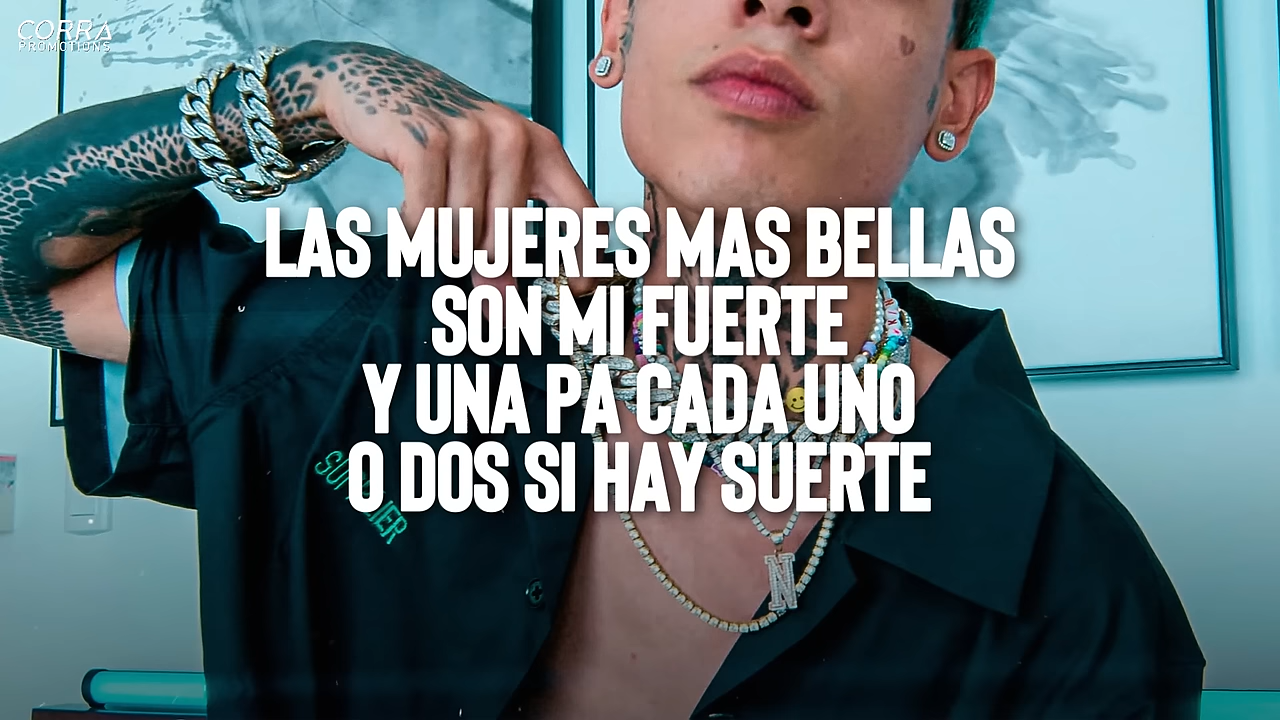 CORRA
PROMOTIONS
LAS MUJERES MAS BELLAS
SON MI FUERTE
Y UNA PA CADA UNO
O DOS SI HAY SUERTE
N